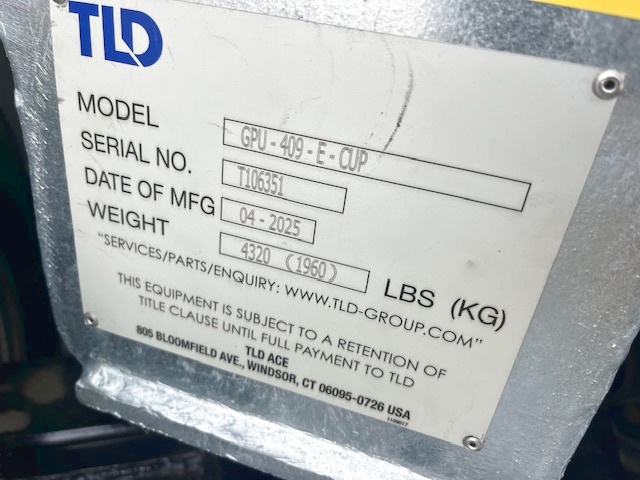 TLD
MODEL GPU-409-E-CUP
SERIAL NO. T106351
DATE OF MFG 04-2025
WEIGHT 4320 (1960) LBS (KG)
"SERVICES/PARTS/ENQUIRY: WWW.TLD-GROUP.COM"
THIS EQUIPMENT IS SUBJECT TO A RETENTION OF
TITLE CLAUSE UNTIL FULL PAYMENT TO TLD
TLD ACE
805 BLOOMFIELD AVE., WINDSOR, CT 06095-0726 USA